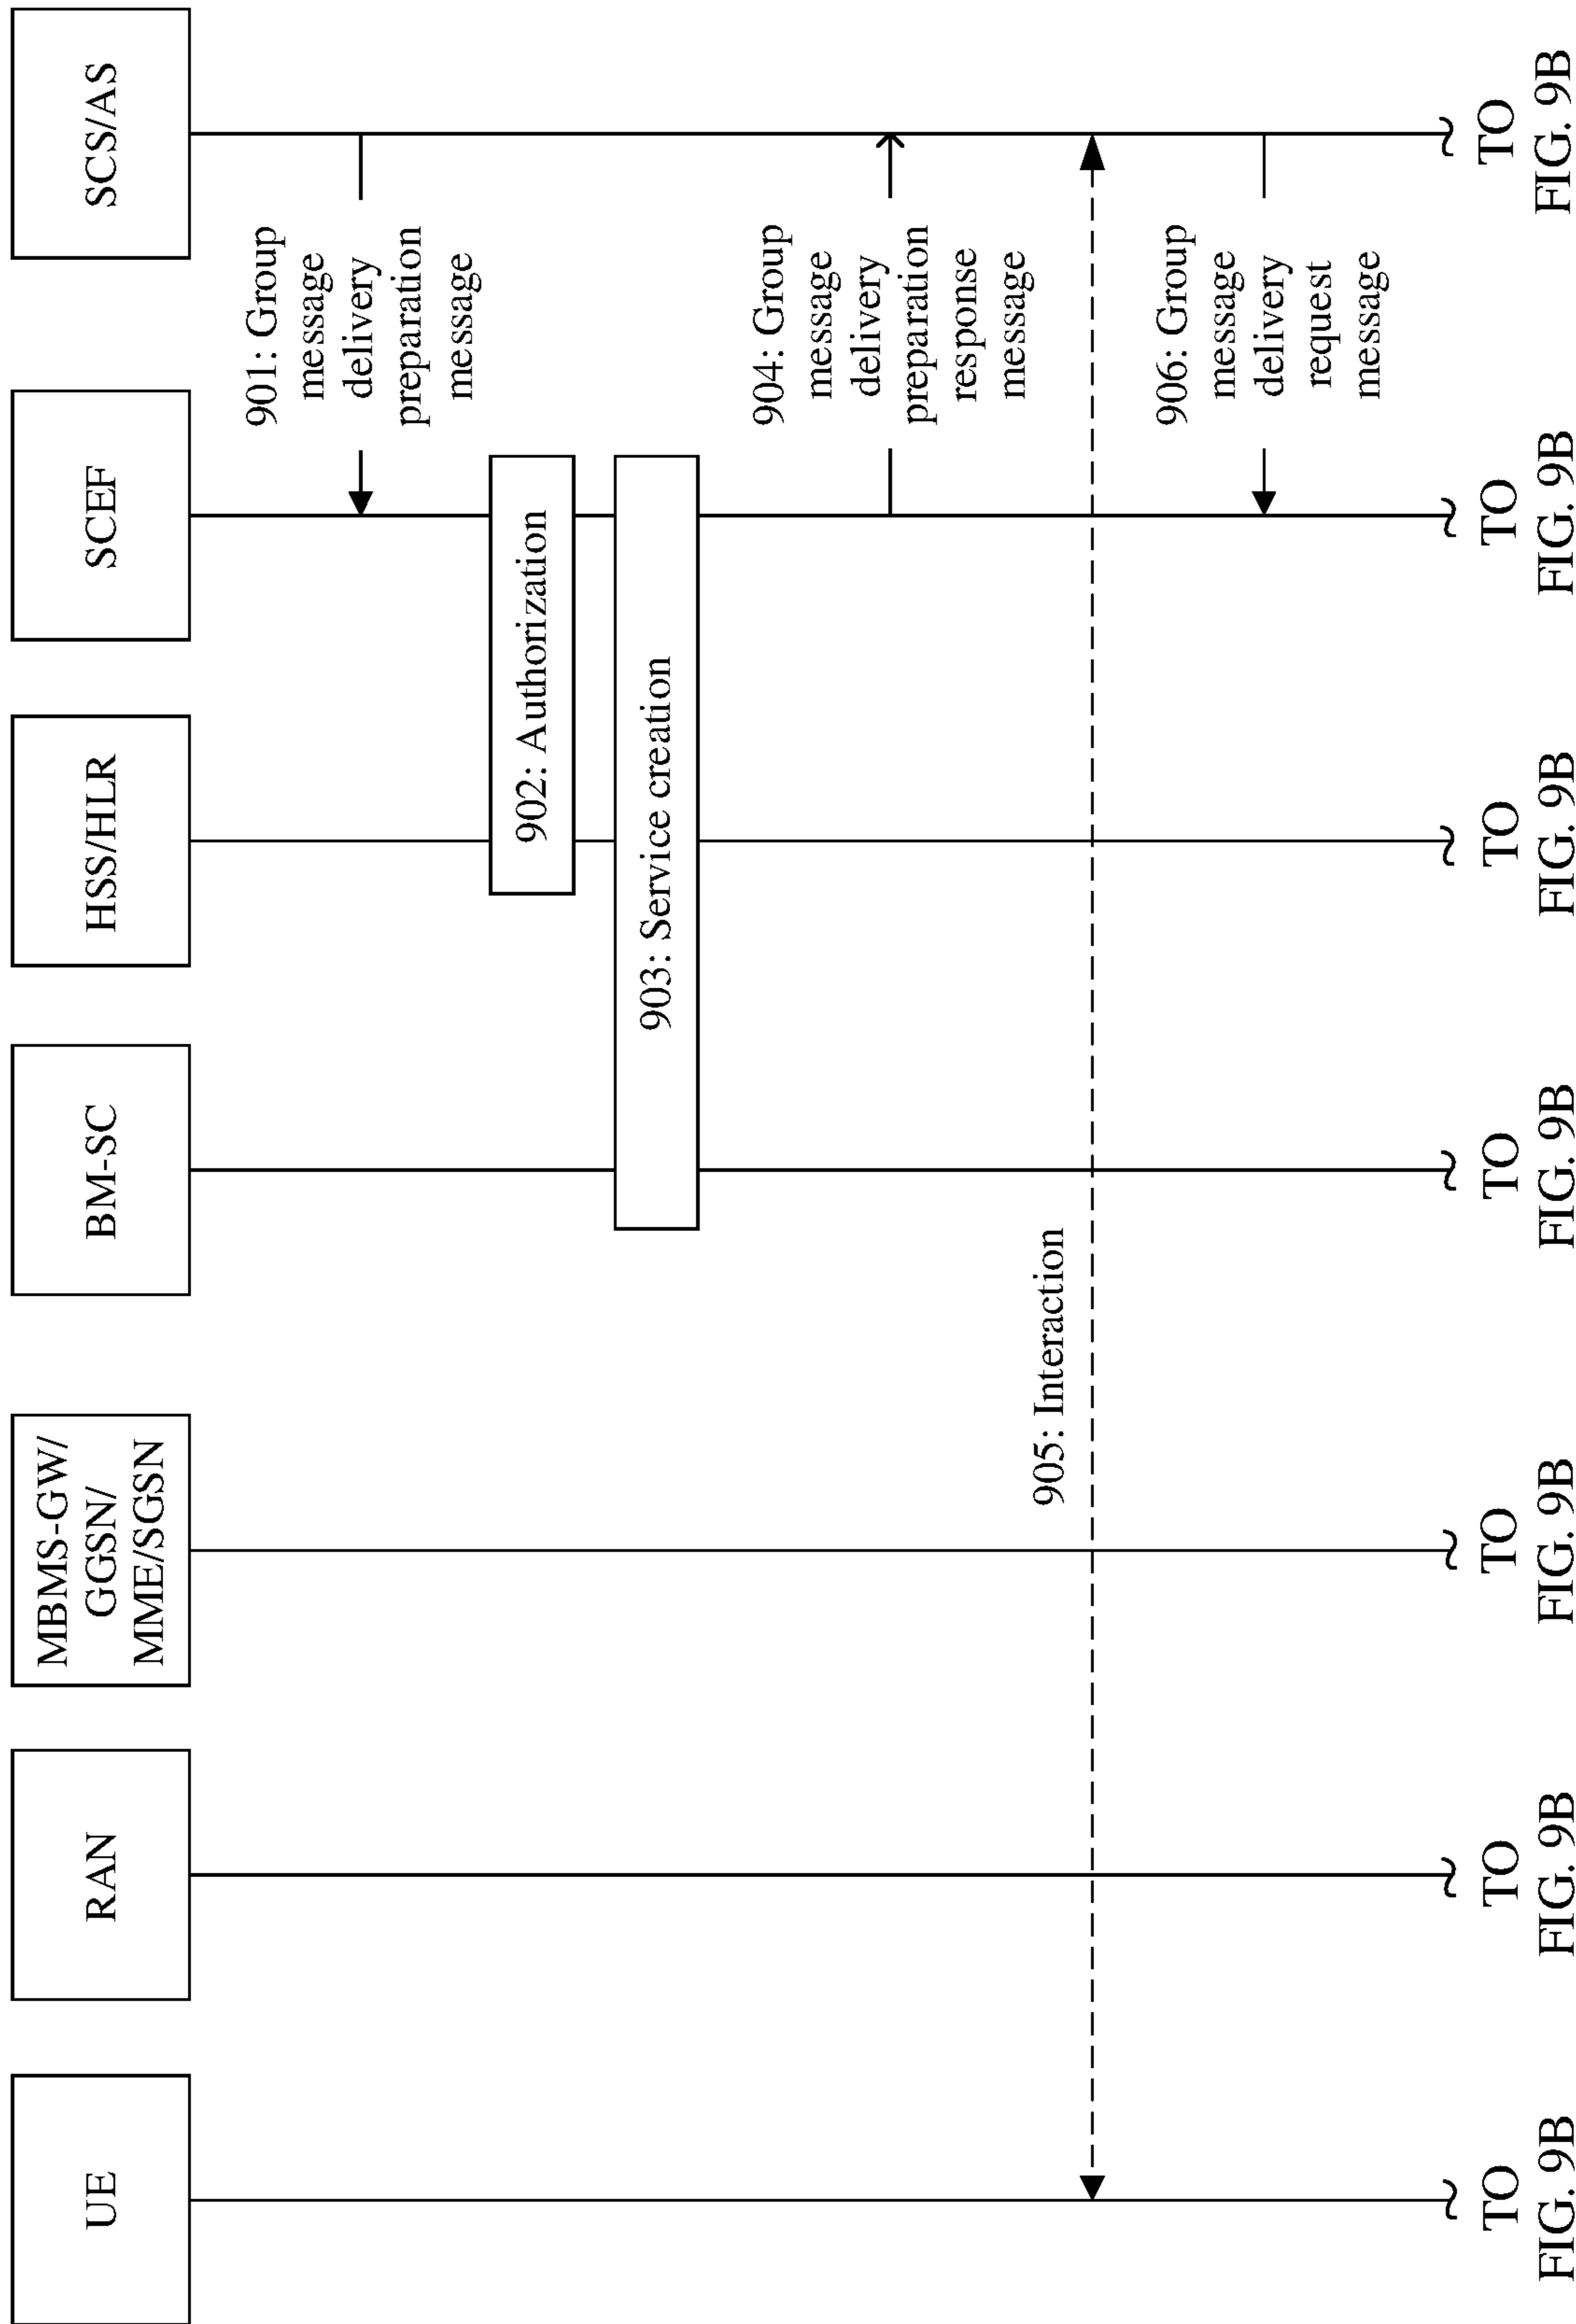 UE
RAN
MBMS-GW/
GGSN/
MME/SGSN
BM-SC
HSS/HLR
SCEF
SCS/AS
901: Group
message
delivery
preparation
message
902: Authorization
903: Service creation
904: Group
message
delivery
preparation
response
message
905: Interaction
906: Group
message
delivery
request
message
TO
FIG. 9B
TO
FIG. 9B
TO
FIG. 9B
TO
FIG. 9B
TO
FIG. 9B
TO
FIG. 9B
TO
FIG. 9B